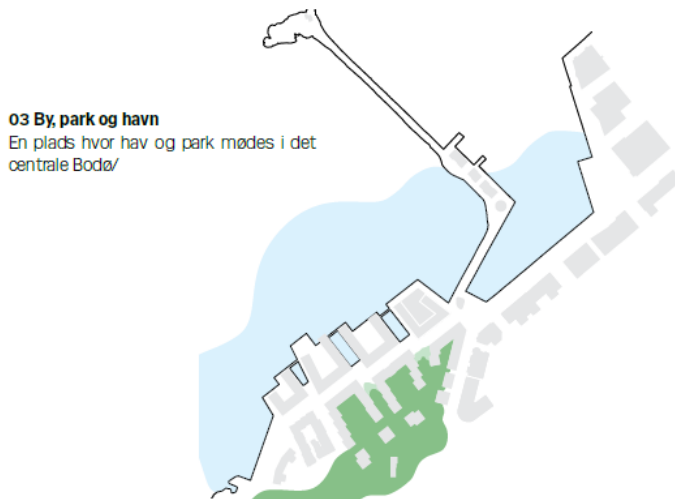 03 By, park og havn
En plads hvor hav og park mødes i det
centrale Bodø/